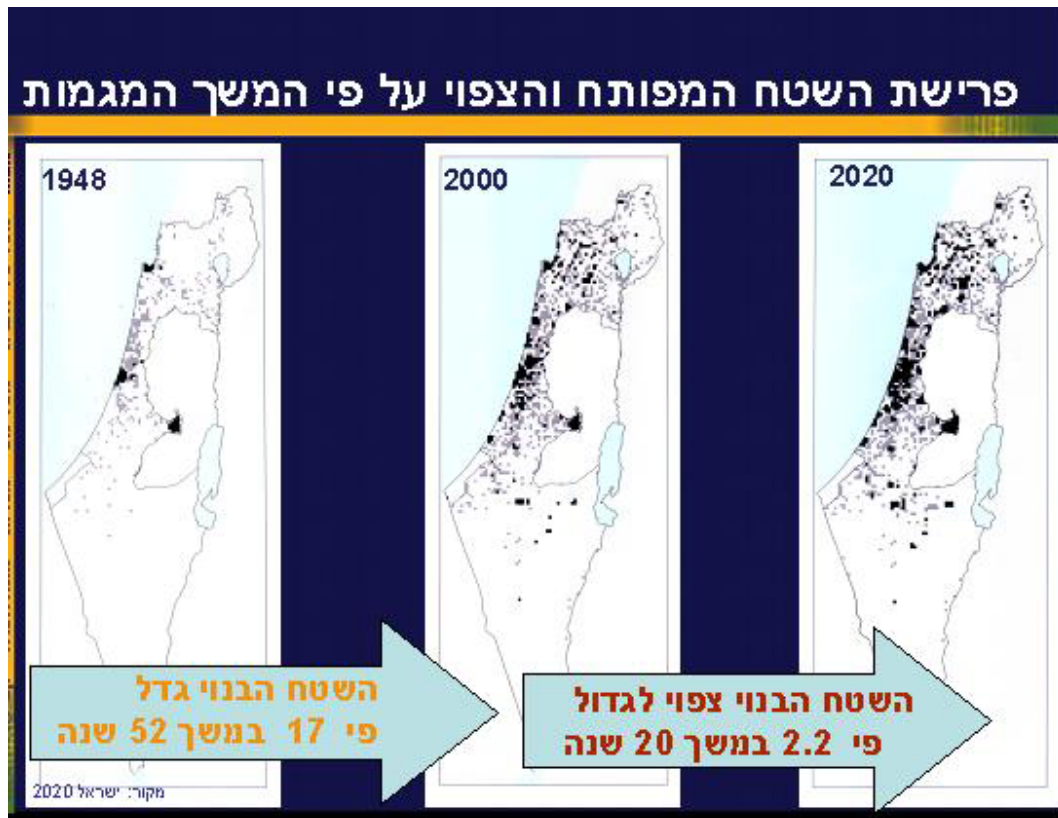 פרישת השטח המפותח והצפוי על פי המשך המגמות
1948
2000
2020
השטח הבנוי גדל
פי 17 במשך 52 שנה
השטח הבנוי צפוי לגדול
פי 2.2 במשך 20 שנה
מקור: ישראל 2020